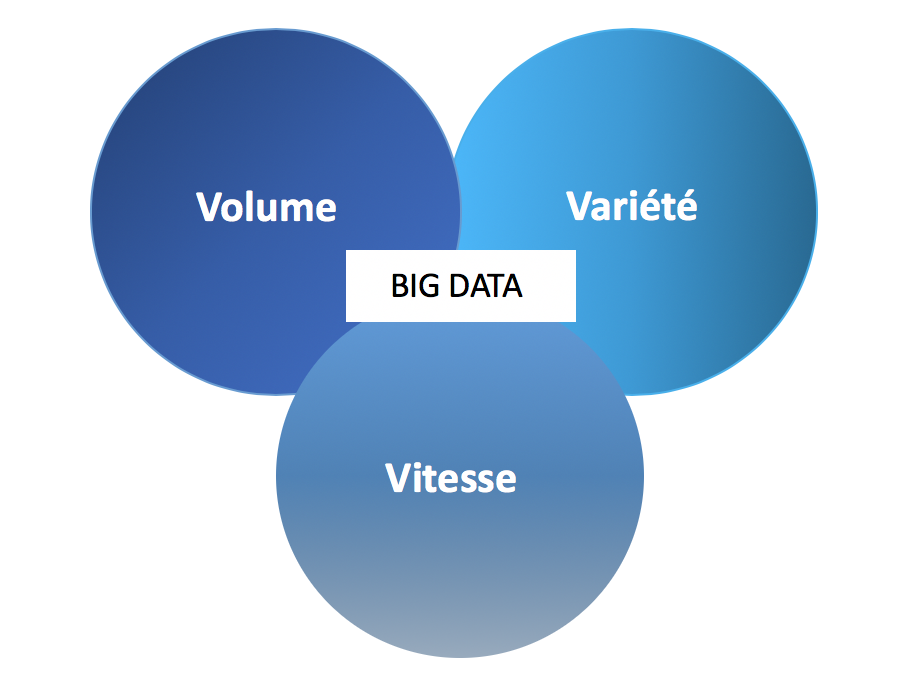 Volume
Variété
BIG DATA
Vitesse